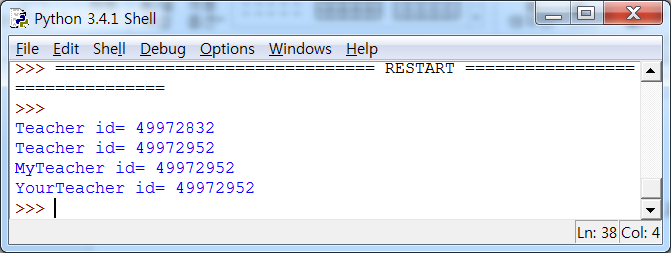 Python 3.4.1 Shell
File Edit Shell Debug Options Windows Help
>>> ================================ RESTART =================
===============
>>>
Teacher id= 49972832
Teacher id= 49972952
MyTeacher id= 49972952
YourTeacher id= 49972952
>>>
Ln: 38 Col: 4